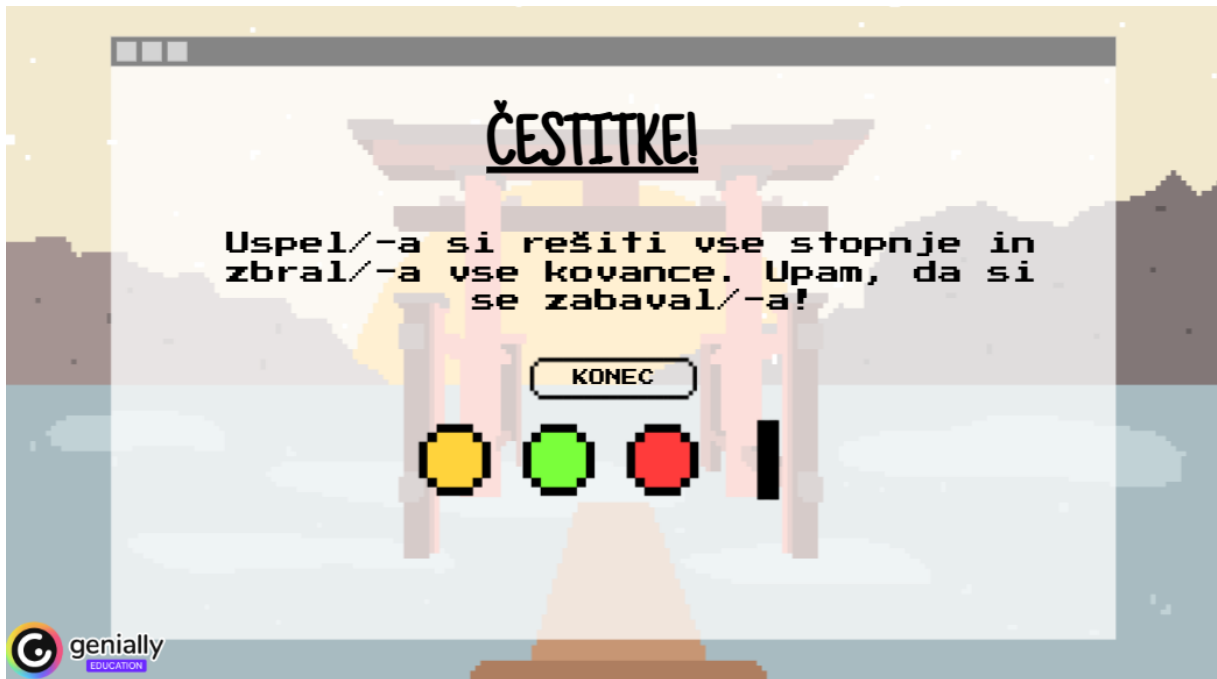 ČESTITKE!
Uspel/-a si rešiti vse stopnje in
zbral/-a vse kovance. Upam, da si
se zabaval/-a!
KONEC
genially
EDUCATION